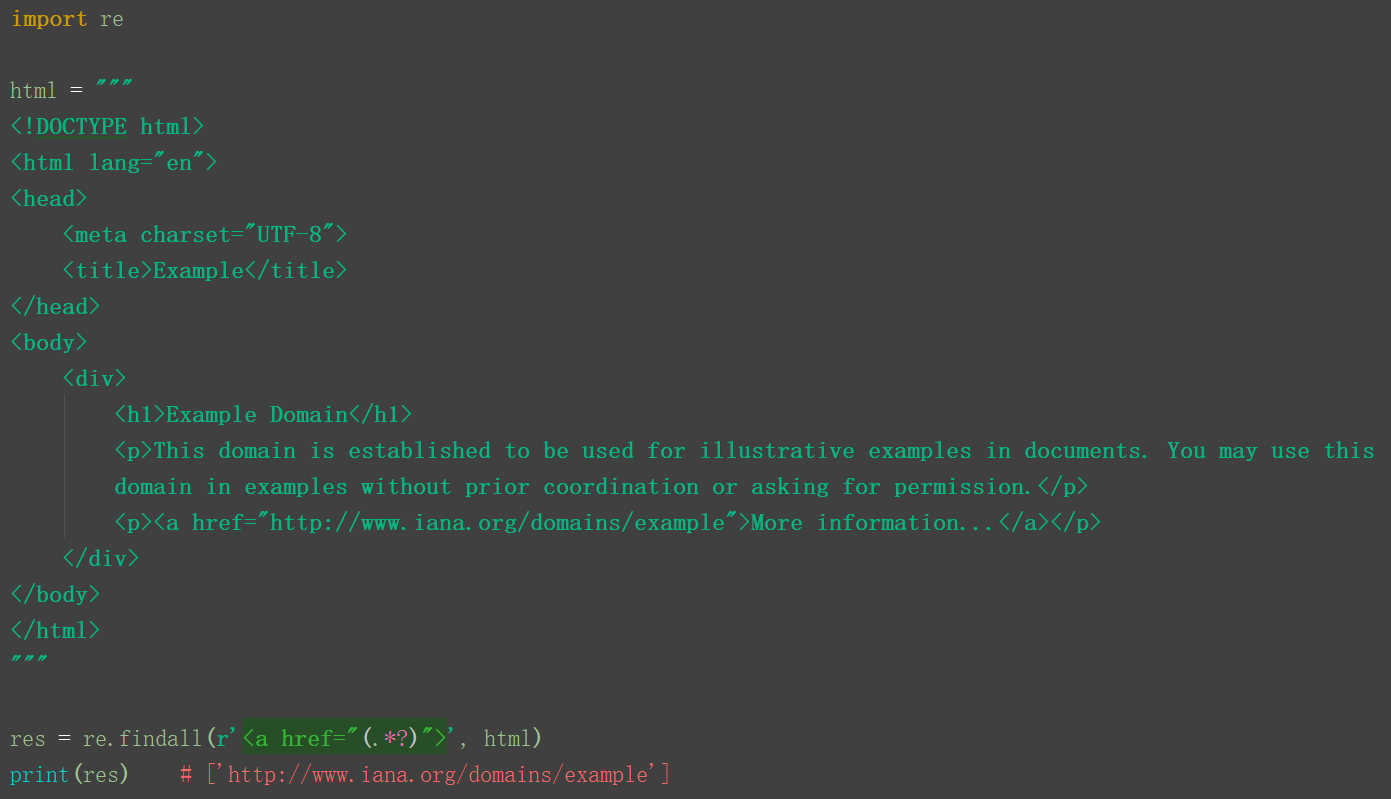 import re

html = """
<!DOCTYPE html>
<html lang="en">
<head>
    <meta charset="UTF-8">
    <title>Example</title>
</head>
<body>
    <div>
        <h1>Example Domain</h1>
        <p>This domain is established to be used for illustrative examples in documents. You may use this
        domain in examples without prior coordination or asking for permission.</p>
        <p><a href="http://www.iana.org/domains/example">More information...</a></p>
    </div>
</body>
</html>
"""

res = re.findall(r'<a href="(.*?)">', html)
print(res)    # ['http://www.iana.org/domains/example']